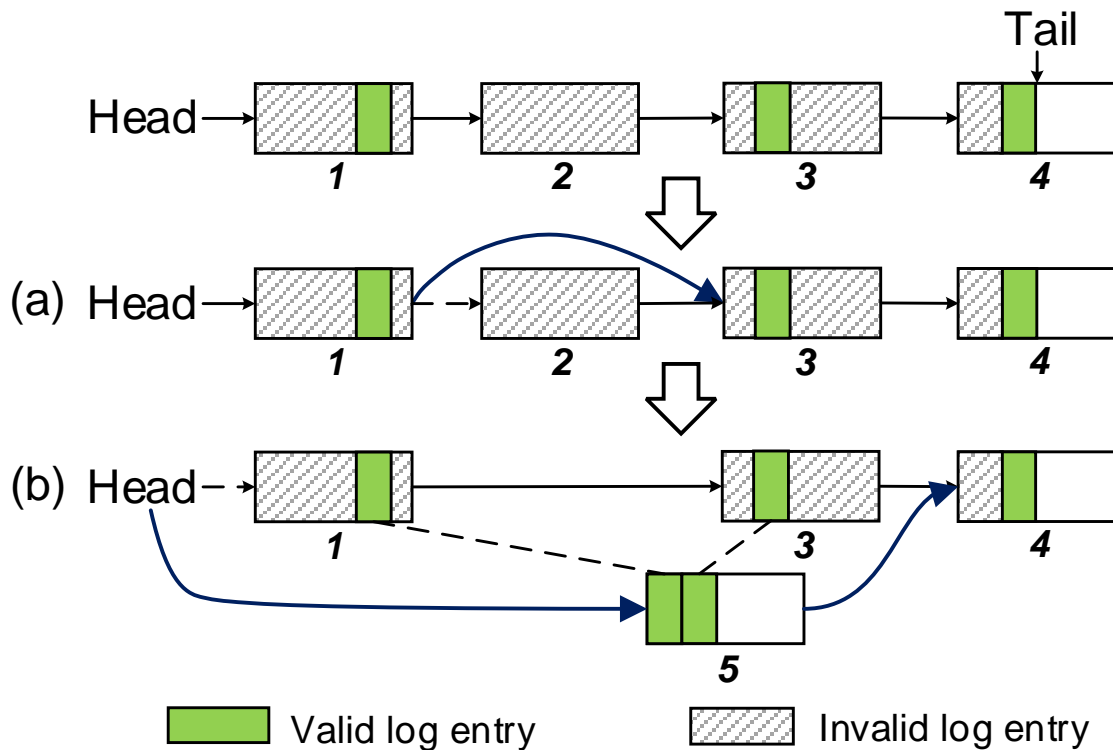 Tail
Head
1 2 3 4
(a) Head
1 2 3 4
(b) Head
1 3 4
5
Valid log entry Invalid log entry